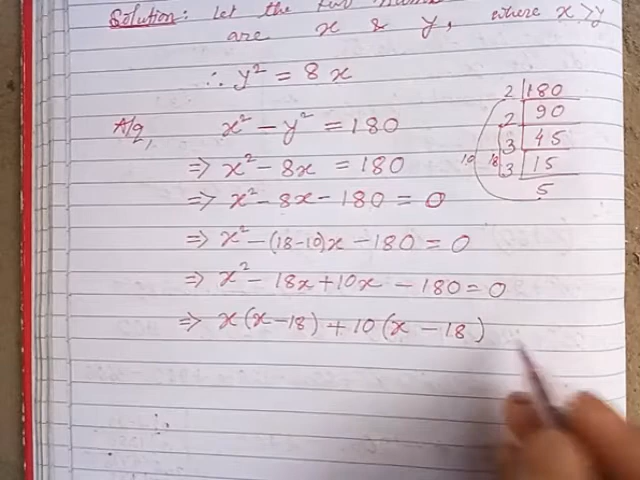 Solution: Let the two
are x & y, where x > y
∴ y² = 8x
A/q, x² - y² = 180
⇒ x² - 8x = 180
⇒ x² - 8x - 180 = 0
⇒ x² - (18-10)x - 180 = 0
⇒ x² - 18x + 10x - 180 = 0
⇒ x(x-18) + 10(x - 18)
∴
2 | 180
2 | 90
3 | 45
10 18 3 | 15
5